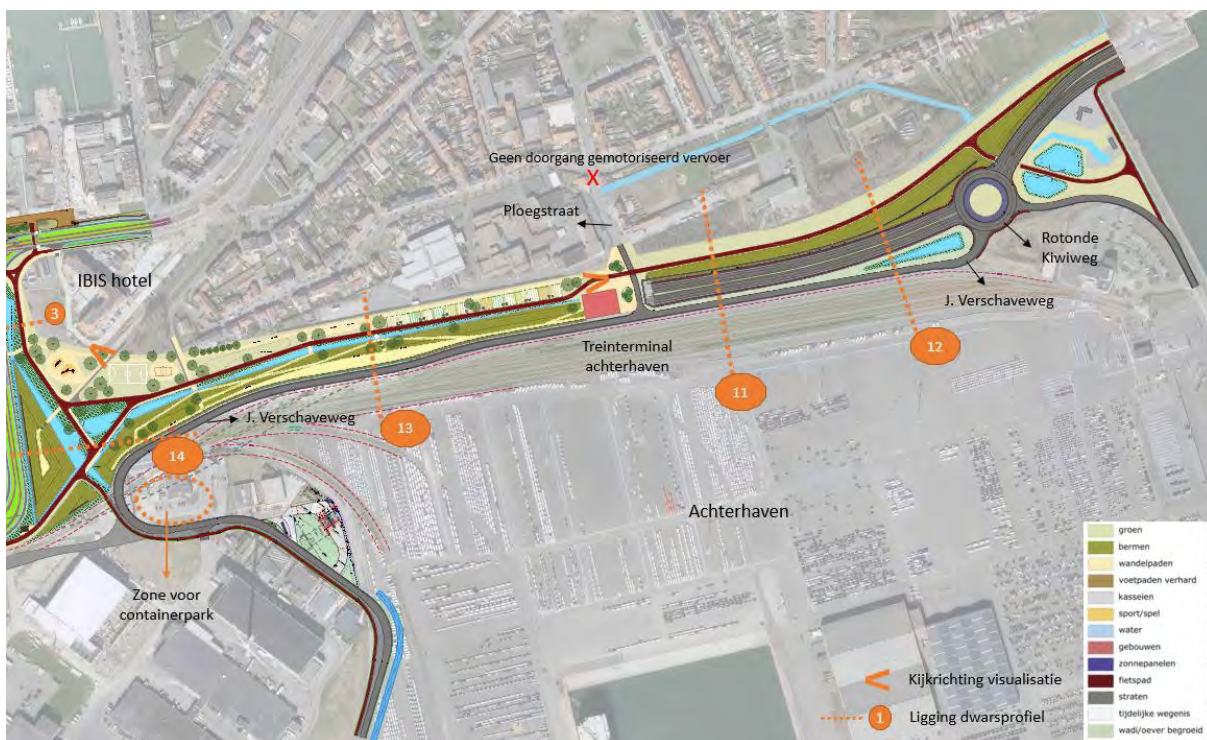 Geen doorgang gemotoriseerd vervoer
X
Ploegstraat
IBIS hotel
3
Rotonde
Kiwiweg
J. Verschaveweg
Treinterminal
achterhaven
12
11
13
J. Verschaveweg
14
Achterhaven
Zone voor
containerpark
Kijkrichting visualisatie
1 Ligging dwarsprofiel
groen
bermen
wandelpaden
voetpaden verhard
kasseien
sport/spel
water
gebouwen
zonnepanelen
fietspad
straten
tijdelijke wegenis
wadi/oever begroeid